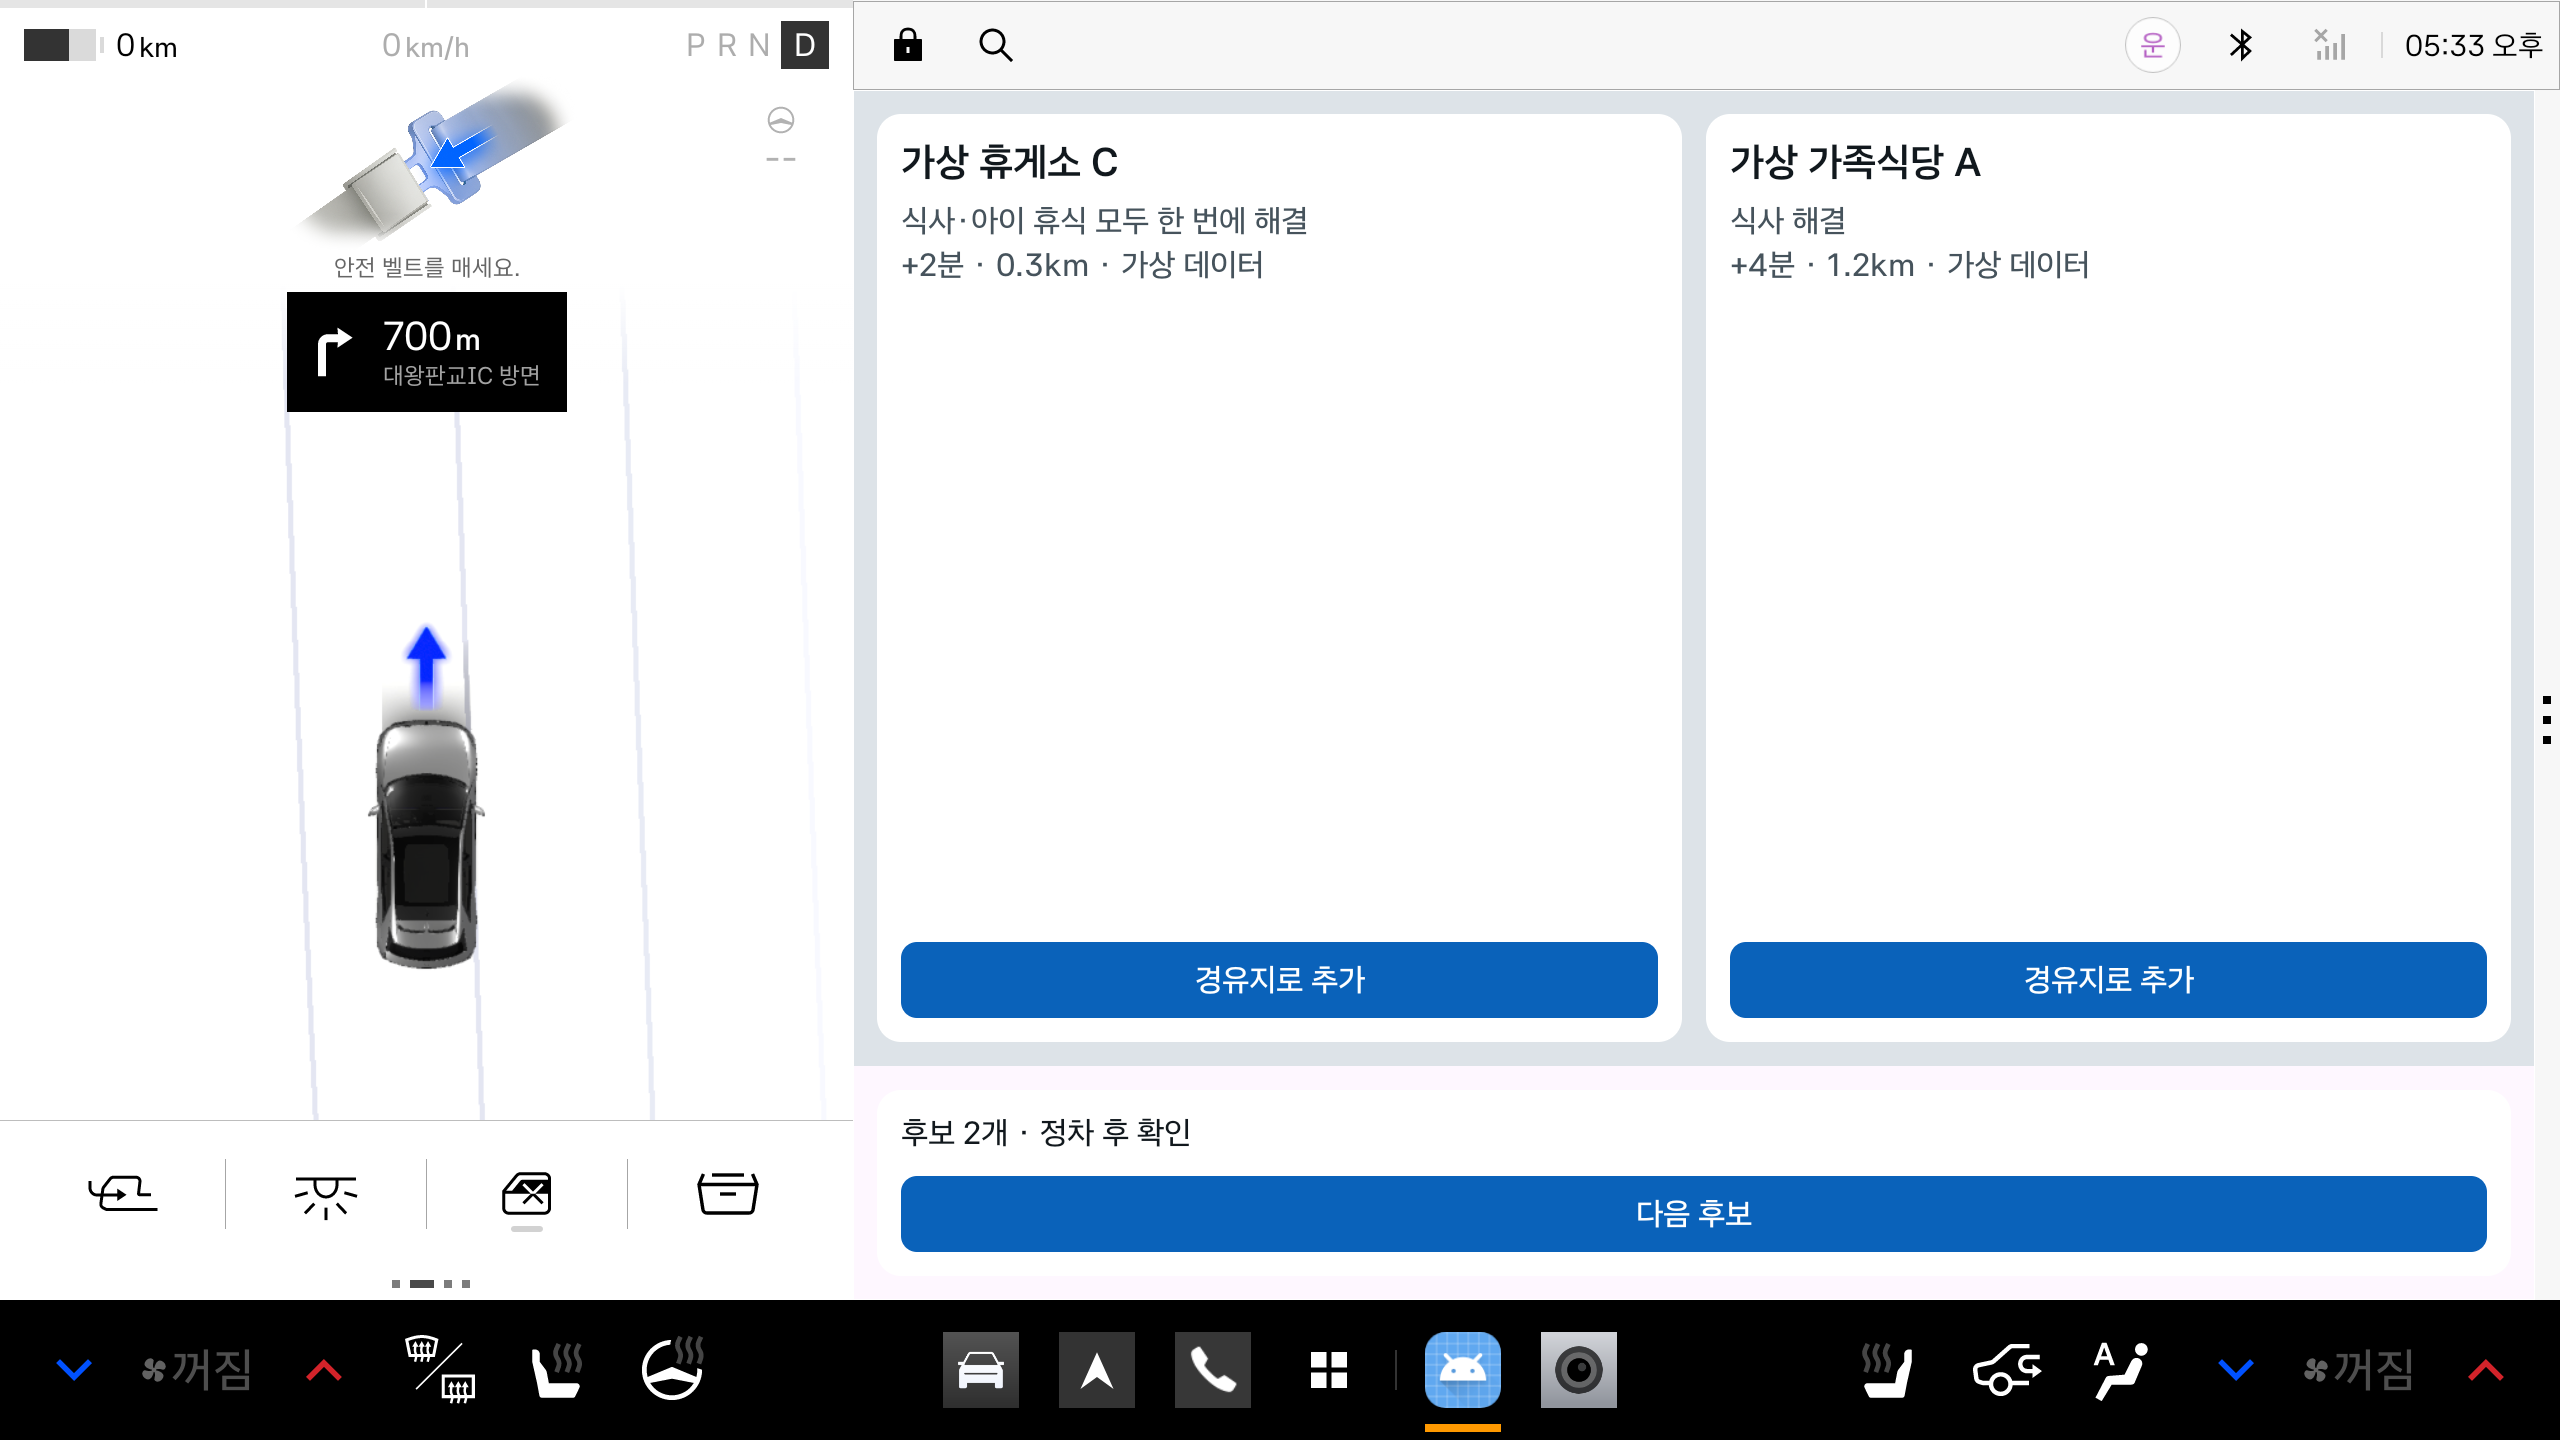 0 km
0 km/h
P R N D
안전 벨트를 매세요.
700 m
대왕판교IC 방면
운
05:33 오후
가상 휴게소 C
식사·아이 휴식 모두 한 번에 해결
+2분 · 0.3km · 가상 데이터
경유지로 추가
가상 가족식당 A
식사 해결
+4분 · 1.2km · 가상 데이터
경유지로 추가
후보 2개 · 정차 후 확인
다음 후보
꺼짐
A
꺼짐